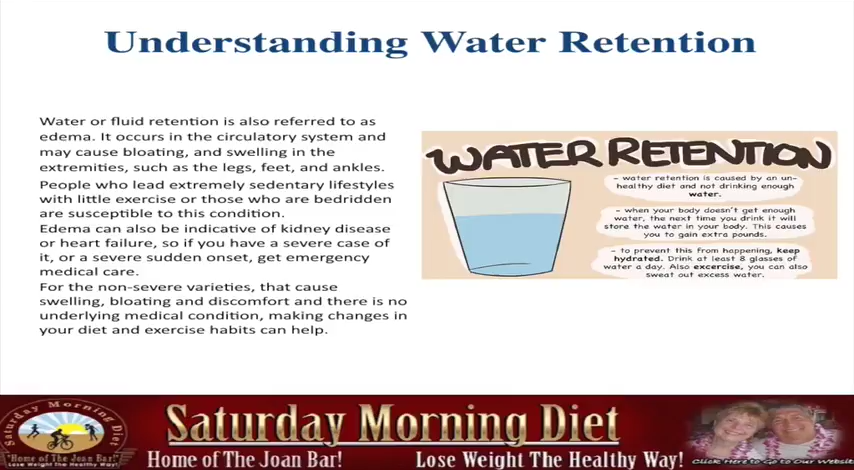 Understanding Water Retention
Water or fluid retention is also referred to as
edema. It occurs in the circulatory system and
may cause bloating, and swelling in the
extremities, such as the legs, feet, and ankles.
People who lead extremely sedentary lifestyles
with little exercise or those who are bedridden
are susceptible to this condition.
Edema can also be indicative of kidney disease
or heart failure, so if you have a severe case of
it, or a severe sudden onset, get emergency
medical care.
For the non-severe varieties, that cause
swelling, bloating and discomfort and there is no
underlying medical condition, making changes in
your diet and exercise habits can help.
WATER RETENTION
- water retention is caused by an un-
healthy diet and not drinking enough
water.
- when your body doesn't get enough
water, the next time you drink it will
store the water in your body. This causes
you to gain extra pounds.
- to prevent this from happening, keep
hydrated. Drink at least 8 glasses of
water a day. Also excercise, you can also
sweat out excess water.
Saturday Morning Diet
"Home of The Joan Bar!"
Lose Weight The Healthy Way!
Saturday Morning Diet
Home of The Joan Bar!
Lose Weight The Healthy Way!
Click Here to Go to Our Website